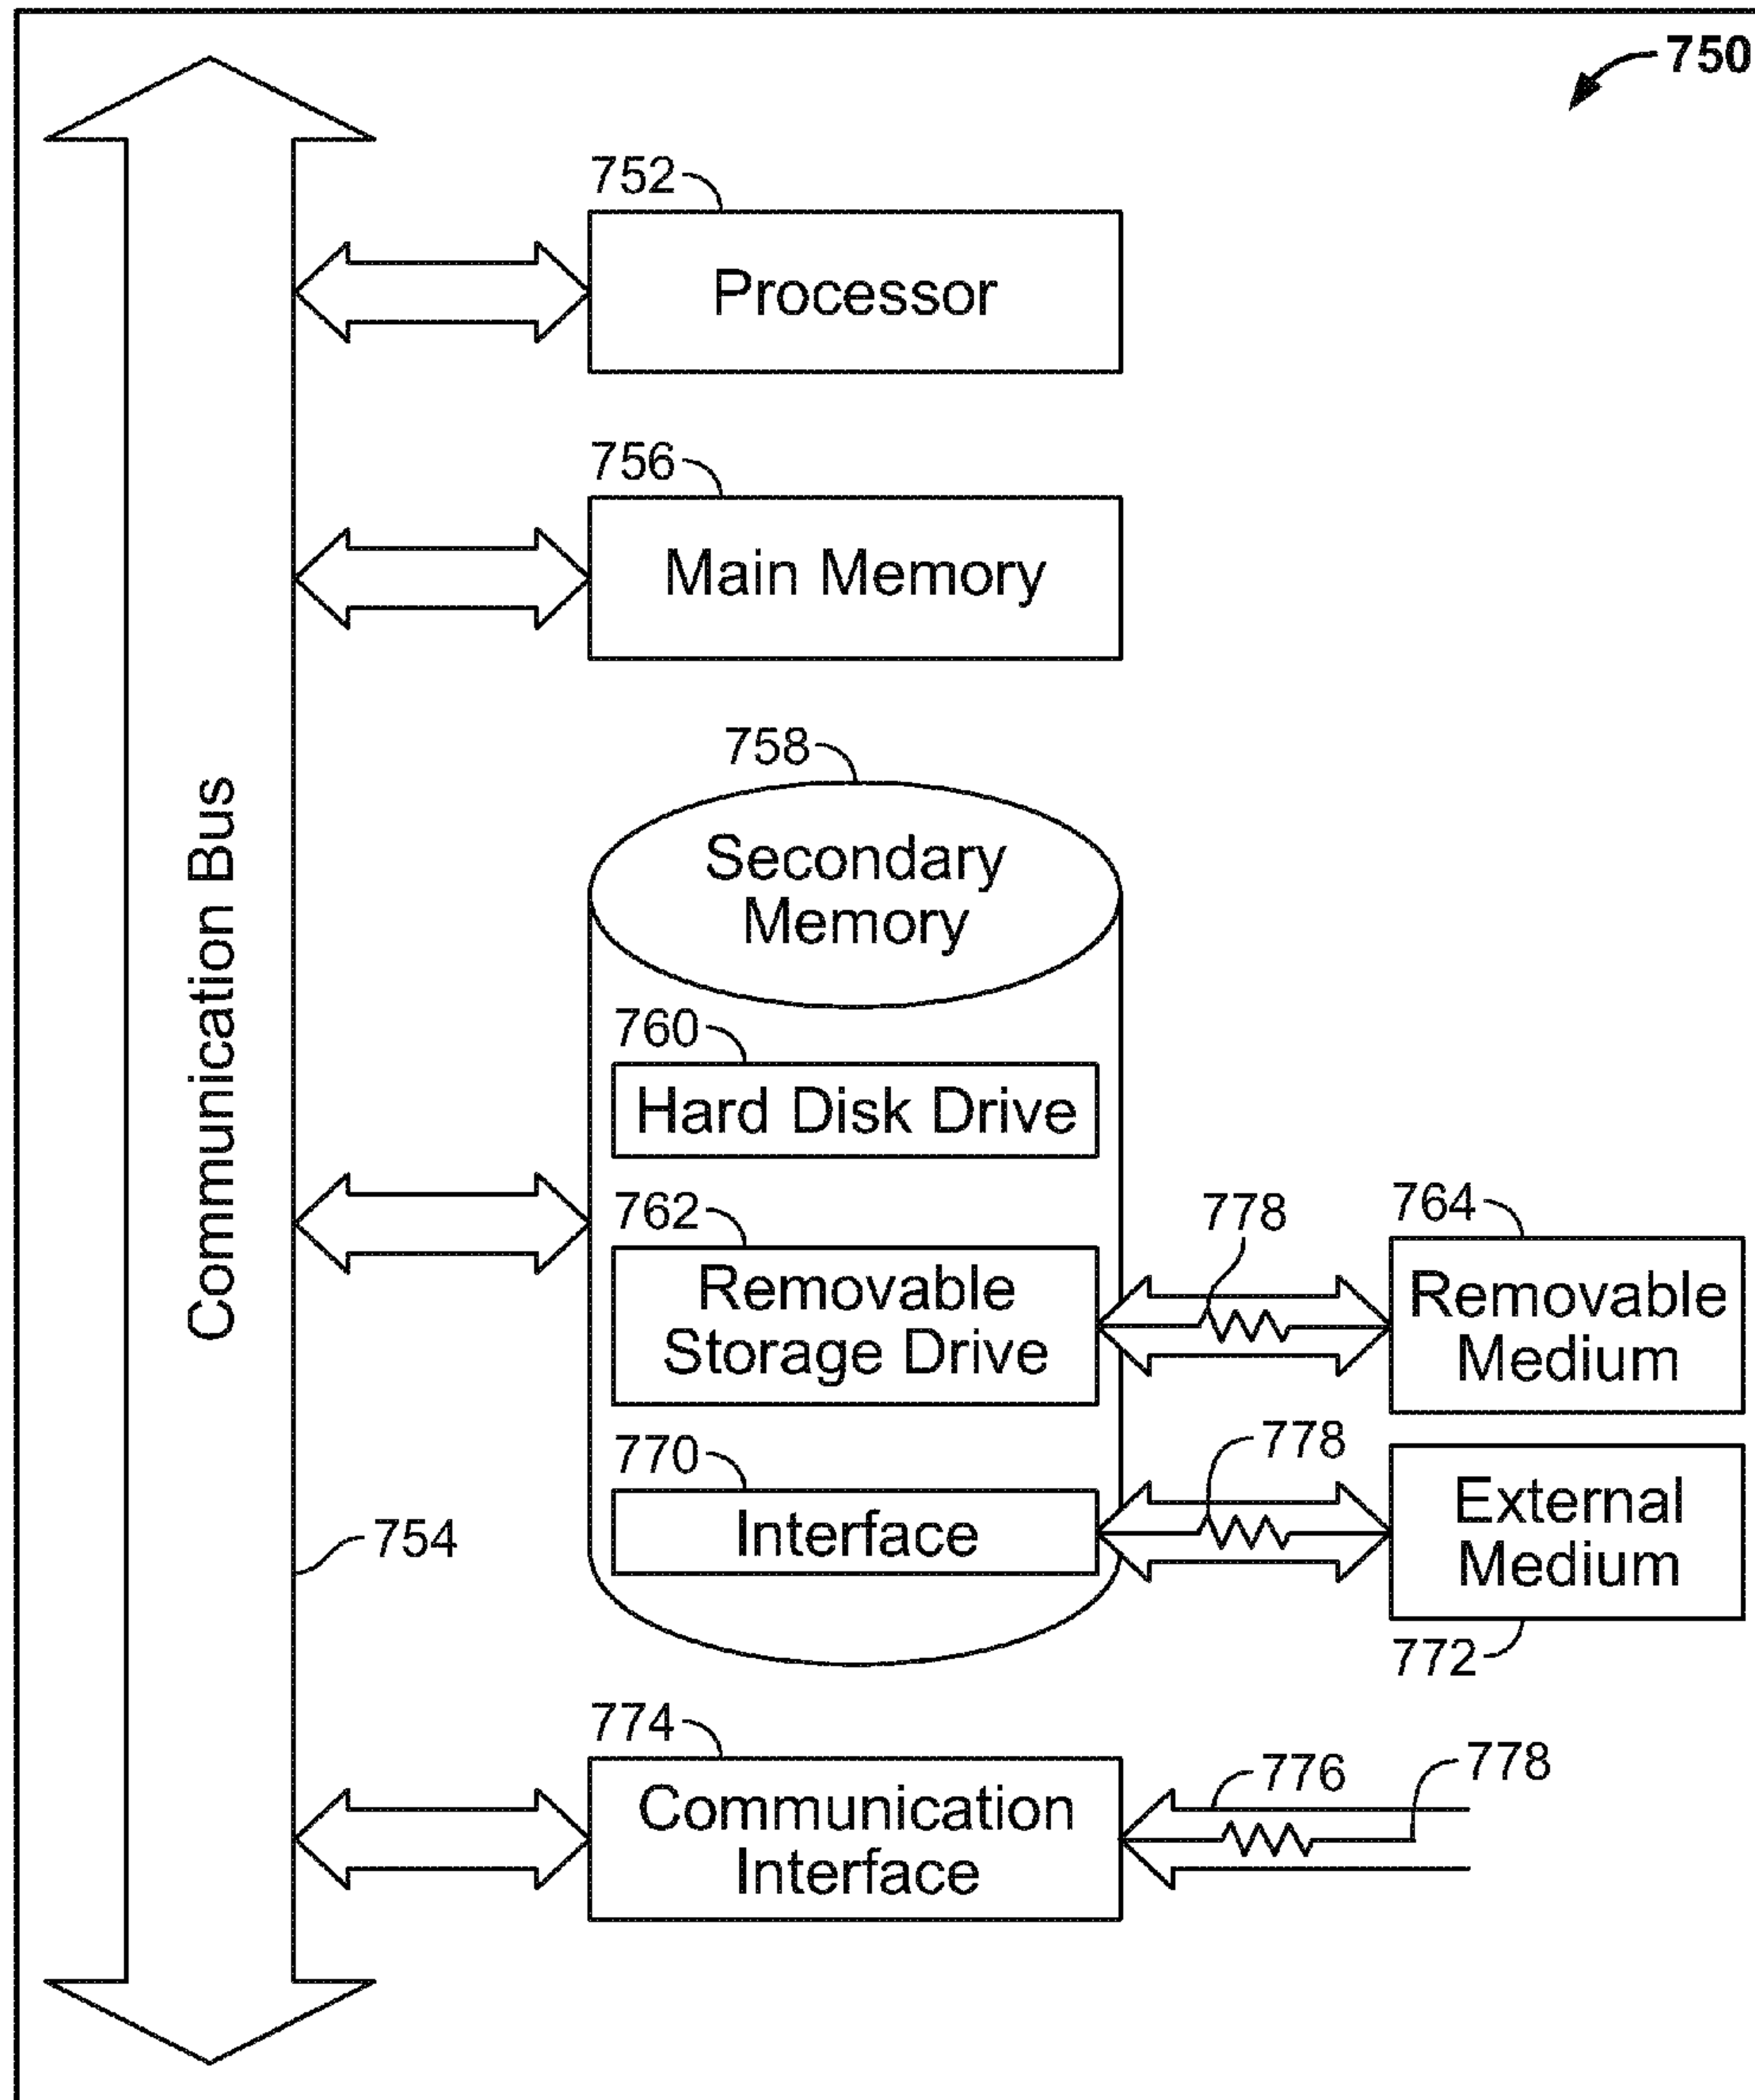 750
752
Processor
756
Main Memory
758
Secondary
Memory
Communication Bus
760
Hard Disk Drive
762
Removable
Storage Drive
778
764
Removable
Medium
770
Interface
778
External
Medium
772
754
774
Communication
Interface
776
778